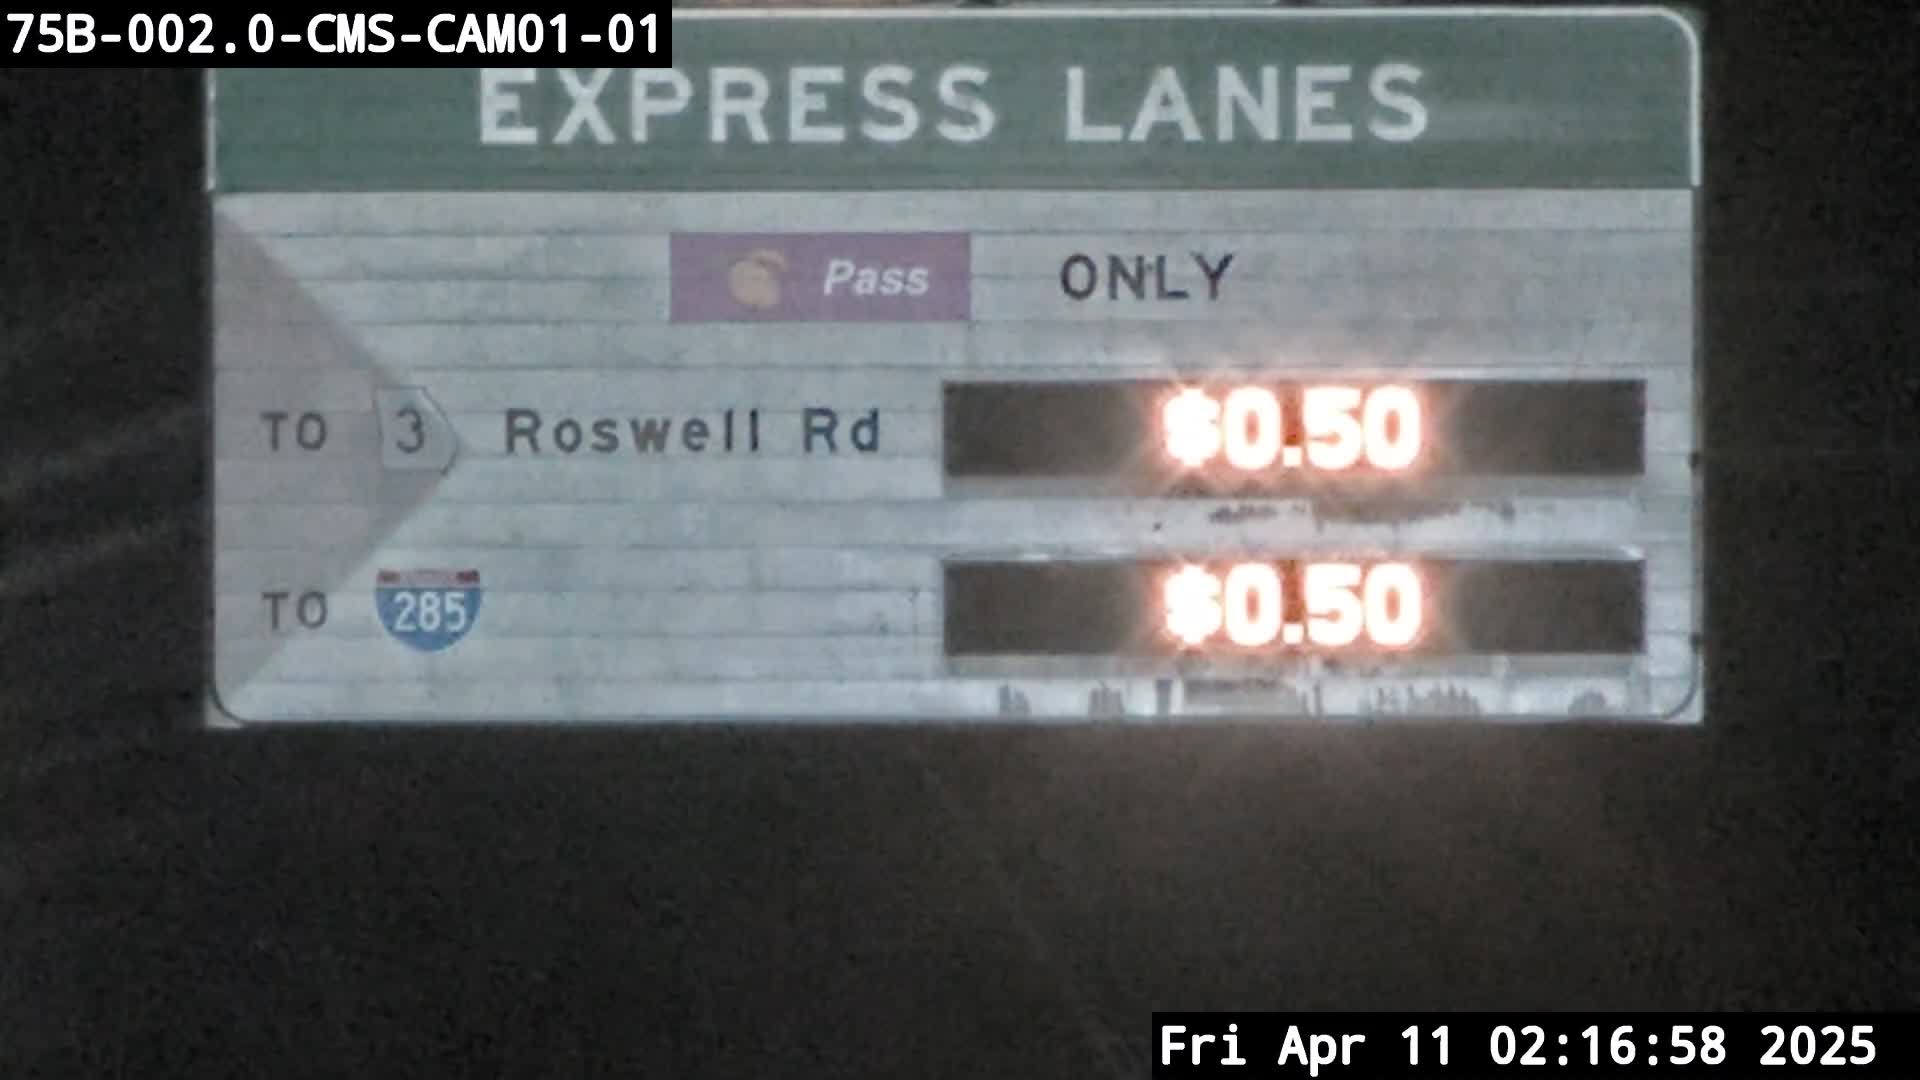 75B-002.0-CMS-CAM01-01
EXPRESS LANES
Pass ONLY
TO 3 Roswell Rd $0.50
TO 285 $0.50
Fri Apr 11 02:16:58 2025